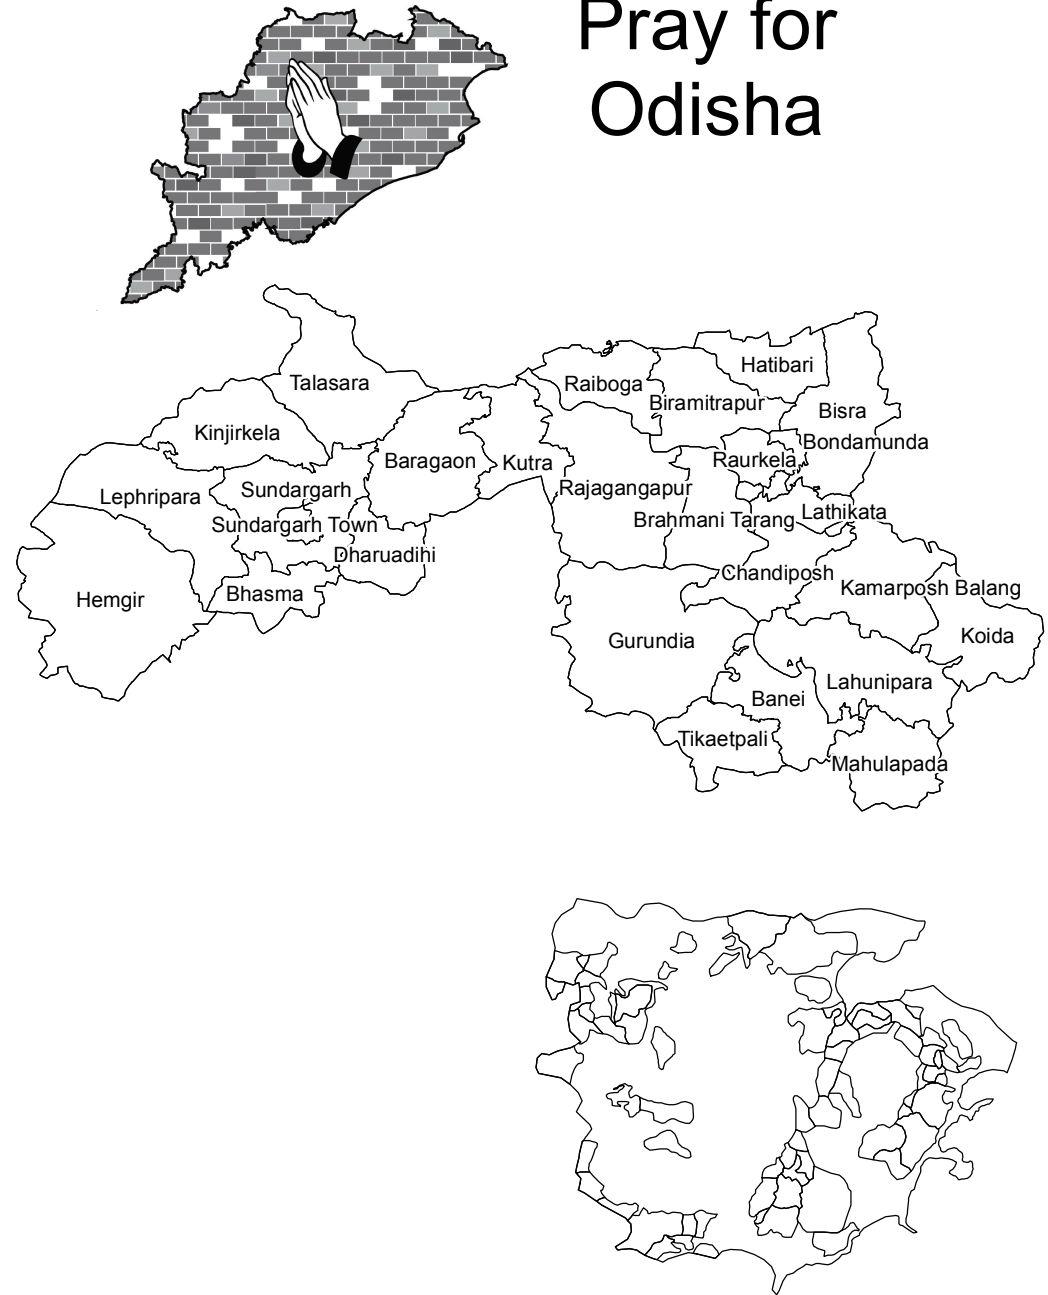 Pray for
Odisha
Talasara
Hatibari
Raiboga
Biramitrapur
Bisra
Kinjirkela
Bondamunda
Baragaon
Kutra
Raurkela
Lephripara
Sundargarh
Rajagangapur
Lathikata
Sundargarh Town
Brahmani Tarang
Dharuadihi
Chandiposh
Kamarposh Balang
Bhasma
Hemgir
Koida
Gurundia
Lahunipara
Banei
Tikaetpali
Mahulapada